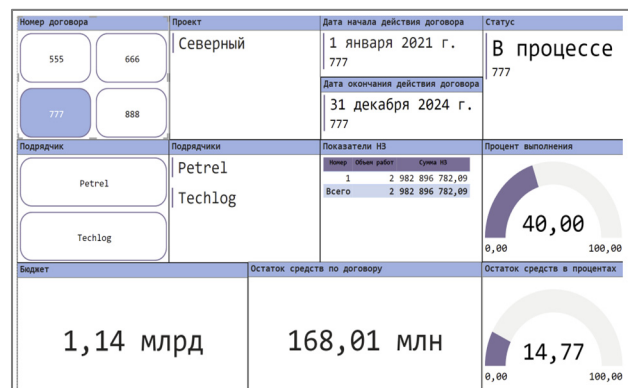 Номер договора
555
666
777
888
Проект
Северный
Дата начала действия договора
1 января 2021 г.
777
Дата окончания действия договора
31 декабря 2024 г.
777
Статус
В процессе
777
Подрядчик
Petrel
Techlog
Подрядчики
Petrel
Techlog
Показатели НЗ
Номер Объем работ Сумма НЗ
1 2 982 896 782,09
Всего 2 982 896 782,09
Процент выполнения
40,00
0,00 100,00
Бюджет
1,14 млрд
Остаток средств по договору
168,01 млн
Остаток средств в процентах
14,77
0,00 100,00